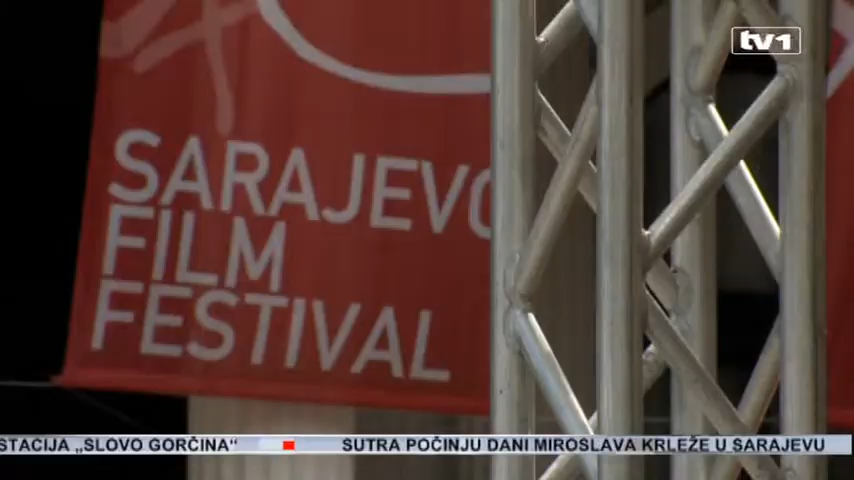 tv1
SARAJEVO
FILM
FESTIVAL
STACIJA „SLOVO GORČINA“ SUTRA POČINJU DANI MIROSLAVA KRLEŽE U SARAJEVU